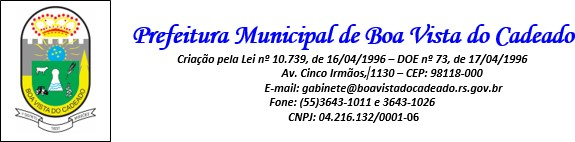 Prefeitura Municipal de Boa Vista do Cadeado
Criação pela Lei nº 10.739, de 16/04/1996 – DOE nº 73, de 17/04/1996
Av. Cinco Irmãos,/1130 – CEP: 98118-000
E-mail: gabinete@boavistadocadeado.rs.gov.br
Fone: (55)3643-1011 e 3643-1026
CNPJ: 04.216.132/0001-06
BOA VISTA DO CADEADO